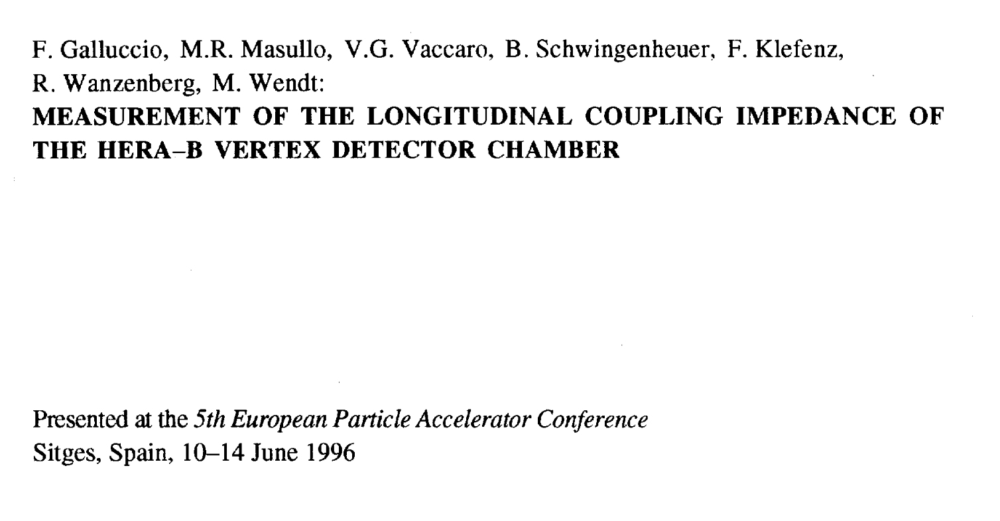 F. Galluccio, M.R. Masullo, V.G. Vaccaro, B. Schwingenheuer, F. Klefenz,
R. Wanzenberg, M. Wendt:
MEASUREMENT OF THE LONGITUDINAL COUPLING IMPEDANCE OF
THE HERA–B VERTEX DETECTOR CHAMBER
Presented at the 5th European Particle Accelerator Conference
Sitges, Spain, 10–14 June 1996